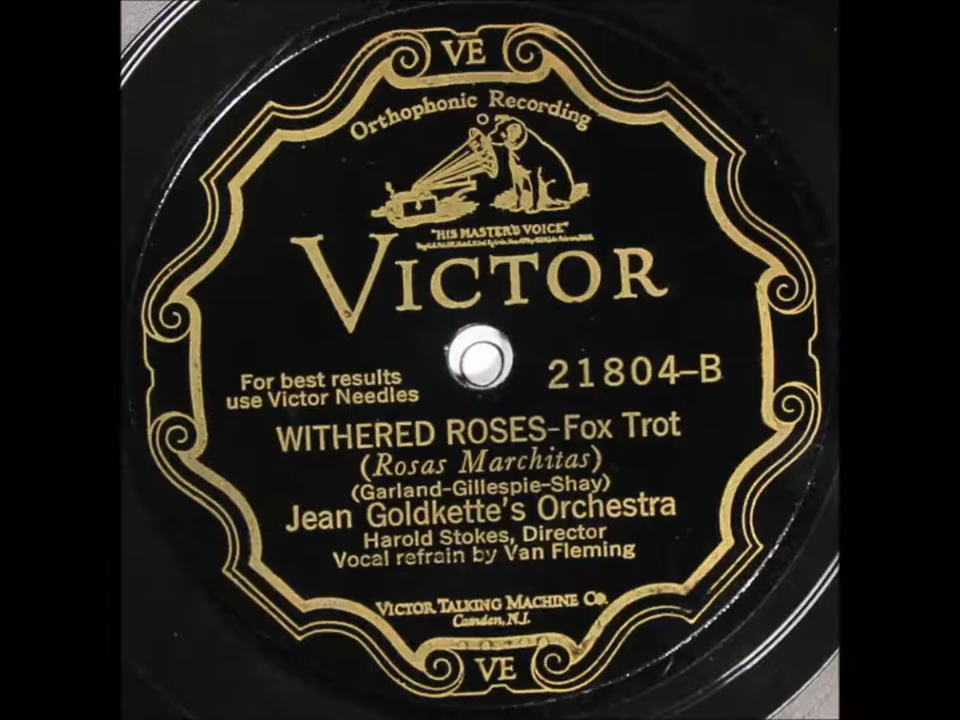 VE
Orthophonic Recording
"HIS MASTER'S VOICE"
VICTOR
For best results
use Victor Needles
21804-B
WITHERED ROSES-Fox Trot
(Rosas Marchitas)
(Garland-Gillespie-Shay)
Jean Goldkette's Orchestra
Harold Stokes, Director
Vocal refrain by Van Fleming
VICTOR TALKING MACHINE CO.
Camden, N.J.
VE